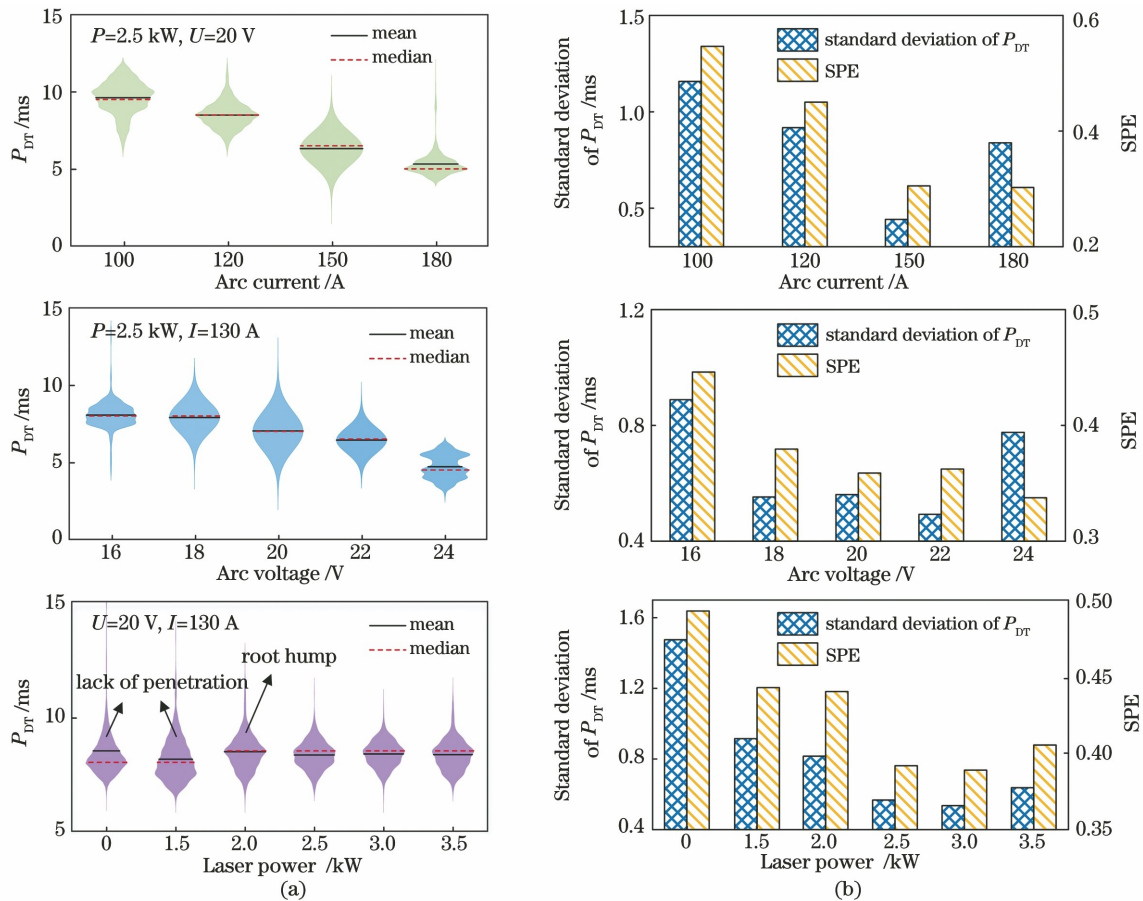 15
10
5
0
P_DT /ms
P=2.5 kW, U=20 V
mean
median
100 120 150 180
Arc current /A
1.5
1.0
0.5
Standard deviation
of P_DT /ms
standard deviation of P_DT
SPE
0.6
0.4
0.2
SPE
100 120 150 180
Arc current /A
15
10
5
0
P_DT /ms
P=2.5 kW, I=130 A
mean
median
16 18 20 22 24
Arc voltage /V
1.2
0.8
0.4
Standard deviation
of P_DT /ms
standard deviation of P_DT
SPE
0.5
0.4
0.3
SPE
16 18 20 22 24
Arc voltage /V
15
10
5
P_DT /ms
U=20 V, I=130 A
mean
median
root hump
lack of penetration
0 1.5 2.0 2.5 3.0 3.5
Laser power /kW
(a)
1.6
1.2
0.8
0.4
Standard deviation
of P_DT /ms
standard deviation of P_DT
SPE
0.50
0.45
0.40
0.35
SPE
0 1.5 2.0 2.5 3.0 3.5
Laser power /kW
(b)